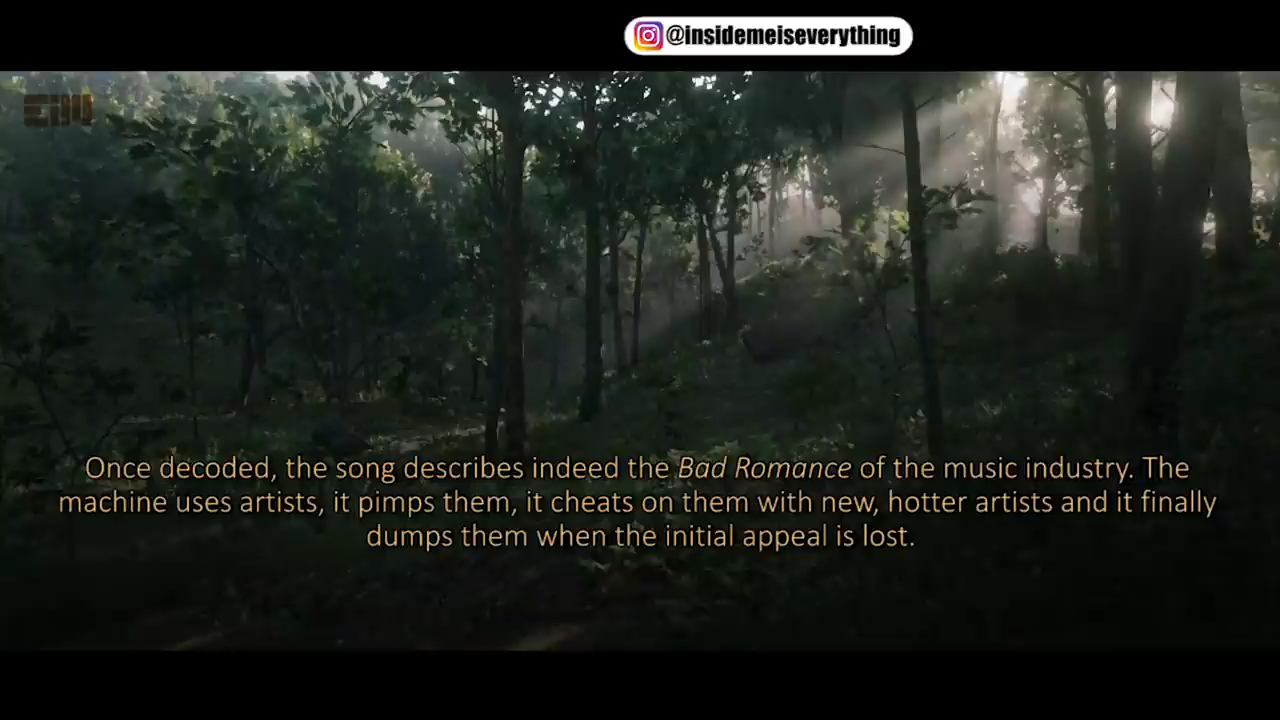 @insidemeiseverything
Once decoded, the song describes indeed the Bad Romance of the music industry. The
machine uses artists, it pimps them, it cheats on them with new, hotter artists and it finally
dumps them when the initial appeal is lost.